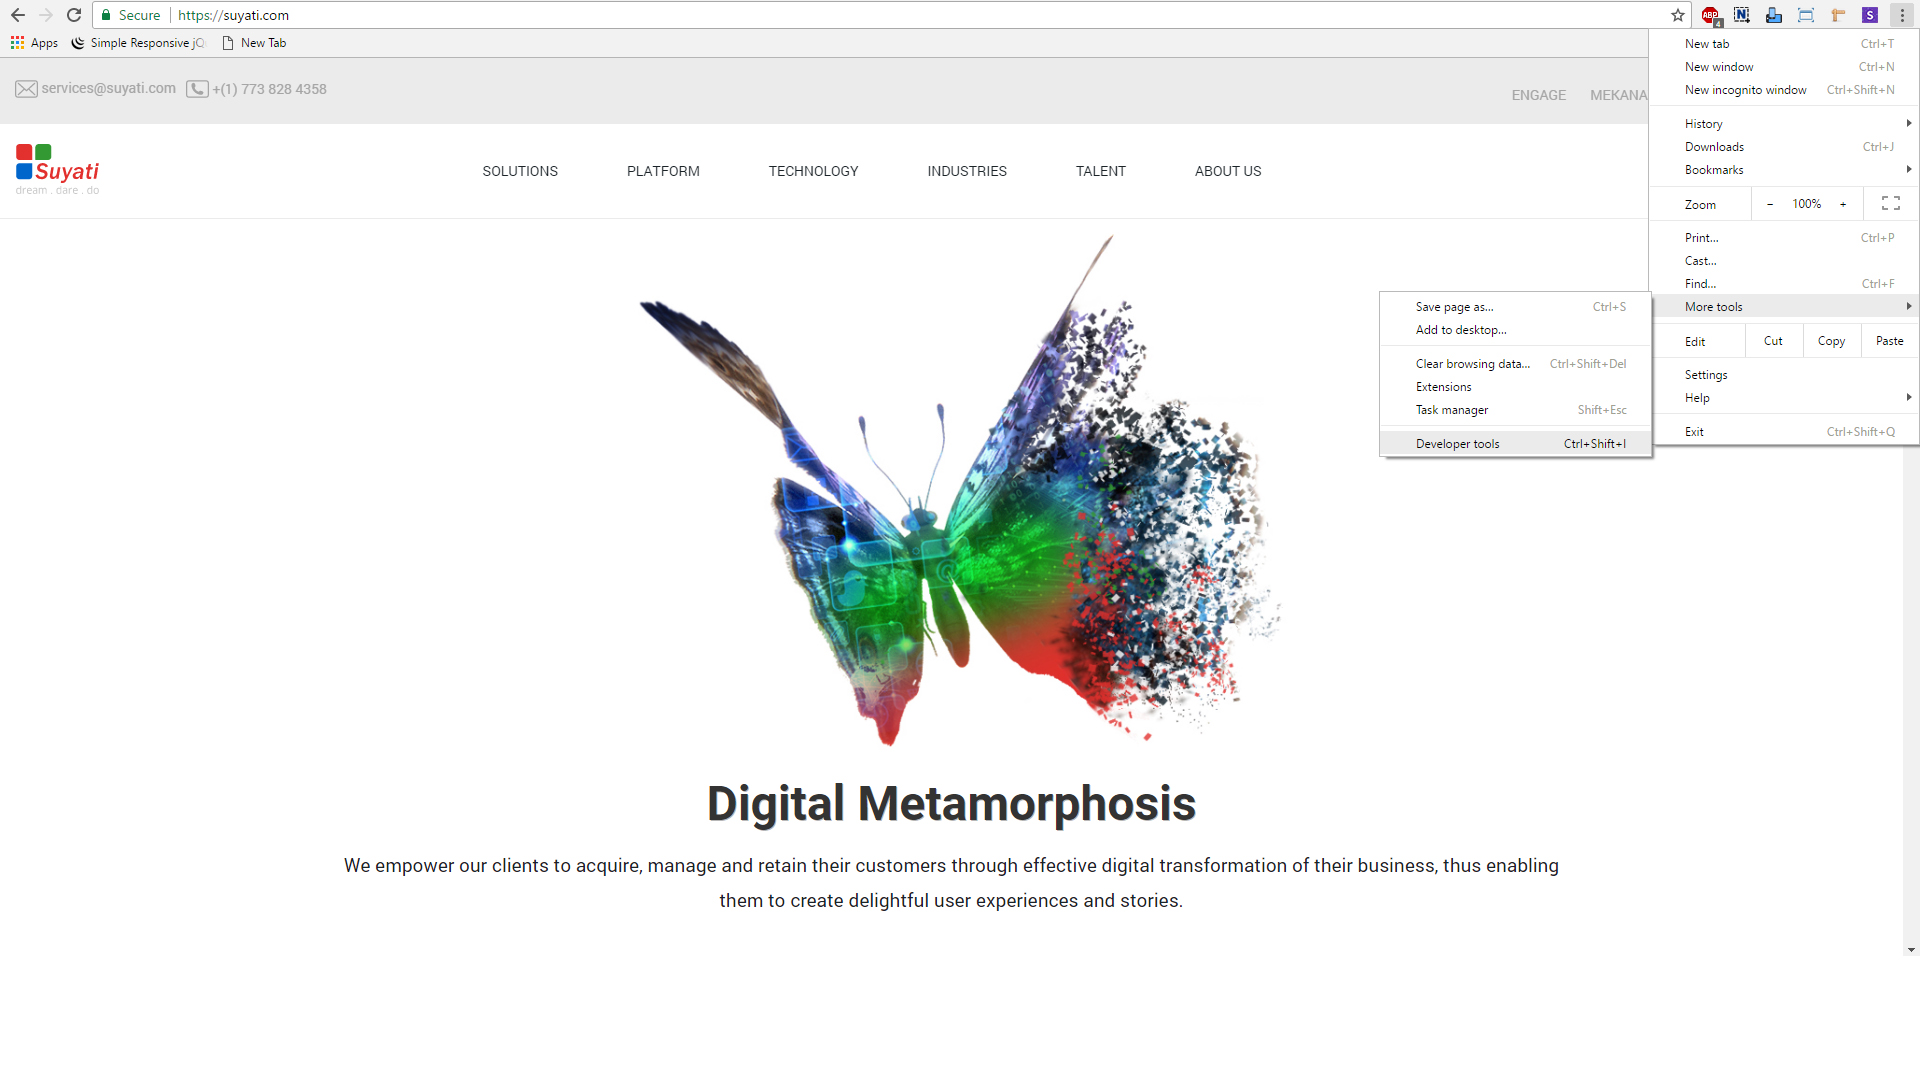 Secure https://suyati.com
ABP 4 N S
Apps Simple Responsive jQ New Tab
services@suyati.com +(1) 773 828 4358
ENGAGE MEKANA
Suyati
dream . dare . do
SOLUTIONS PLATFORM TECHNOLOGY INDUSTRIES TALENT ABOUT US
New tab Ctrl+T
New window Ctrl+N
New incognito window Ctrl+Shift+N
History
Downloads Ctrl+J
Bookmarks
Zoom - 100% +
Print... Ctrl+P
Cast...
Find... Ctrl+F
More tools
Edit Cut Copy Paste
Settings
Help
Exit Ctrl+Shift+Q
Save page as... Ctrl+S
Add to desktop...
Clear browsing data... Ctrl+Shift+Del
Extensions
Task manager Shift+Esc
Developer tools Ctrl+Shift+I
Digital Metamorphosis
We empower our clients to acquire, manage and retain their customers through effective digital transformation of their business, thus enabling
them to create delightful user experiences and stories.